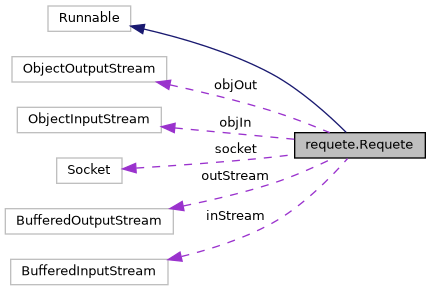 Runnable
ObjectOutputStream
objOut
ObjectInputStream
objIn
requete.Requete
socket
Socket
outStream
BufferedOutputStream
inStream
BufferedInputStream